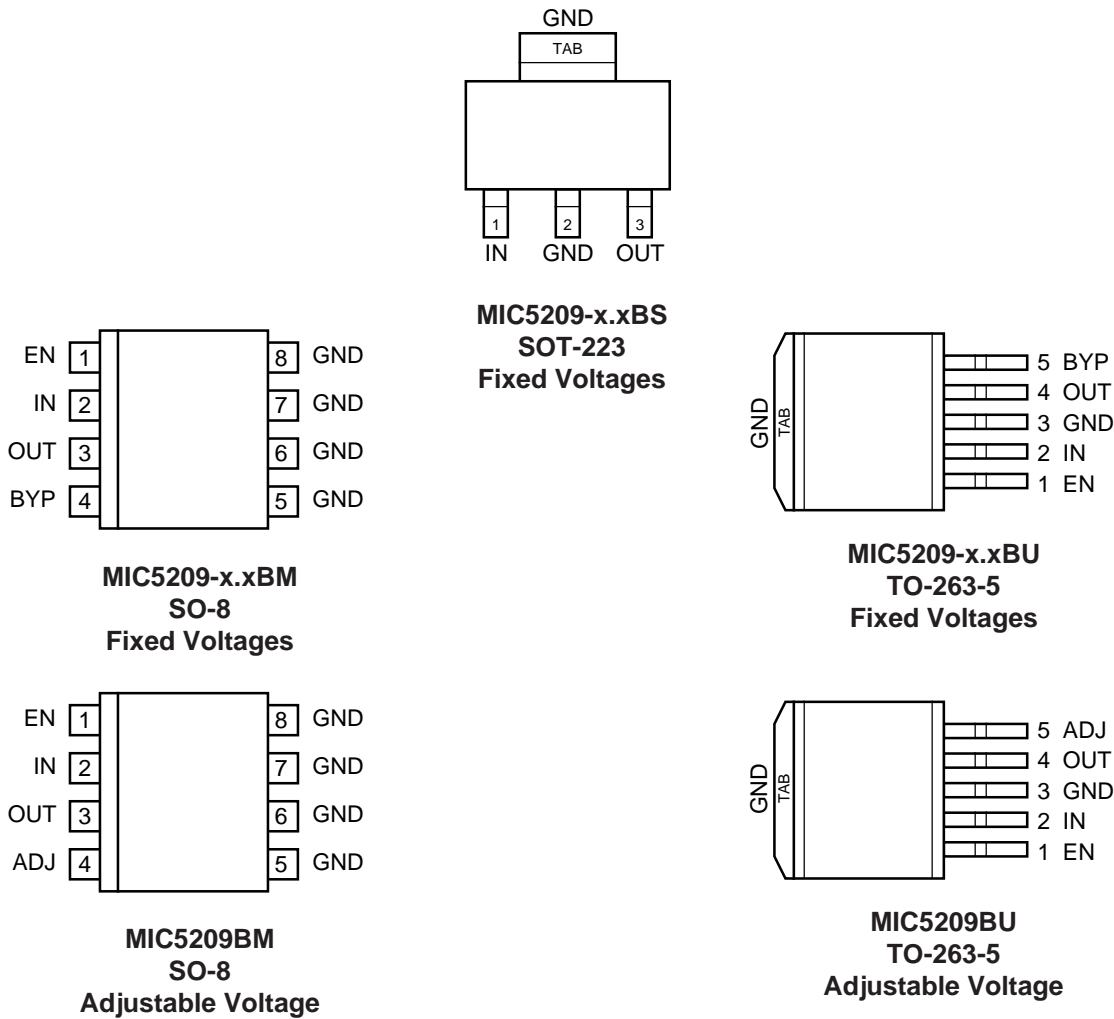 GND
TAB
1 2 3
IN GND OUT
MIC5209-x.xBS
SOT-223
Fixed Voltages
EN 1 8 GND
IN 2 7 GND
OUT 3 6 GND
BYP 4 5 GND
MIC5209-x.xBM
SO-8
Fixed Voltages
GND
TAB
5 BYP
4 OUT
3 GND
2 IN
1 EN
MIC5209-x.xBU
TO-263-5
Fixed Voltages
EN 1 8 GND
IN 2 7 GND
OUT 3 6 GND
ADJ 4 5 GND
MIC5209BM
SO-8
Adjustable Voltage
GND
TAB
5 ADJ
4 OUT
3 GND
2 IN
1 EN
MIC5209BU
TO-263-5
Adjustable Voltage